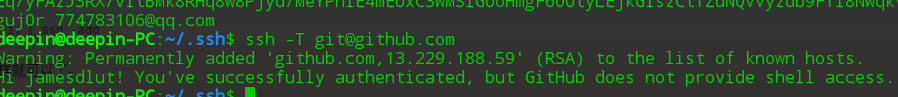 guj0r 774783106@qq.com
deepin@deepin-PC:~/.ssh$ ssh -T git@github.com
Warning: Permanently added 'github.com,13.229.188.59' (RSA) to the list of known hosts.
Hi jamesdlut! You've successfully authenticated, but GitHub does not provide shell access.
deepin@deepin-PC:~/.ssh$